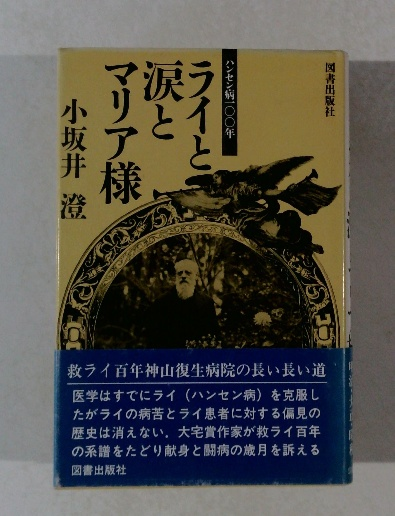 図書出版社
ハンセン病一〇〇年
ライと
涙と
マリア様
小坂井 澄
救ライ百年神山復生病院の長い長い道
医学はすでにライ（ハンセン病）を克服し
たがライの病苦とライ患者に対する偏見の
歴史は消えない。大宅賞作家が救ライ百年
の系譜をたどり献身と闘病の歳月を訴える
図書出版社